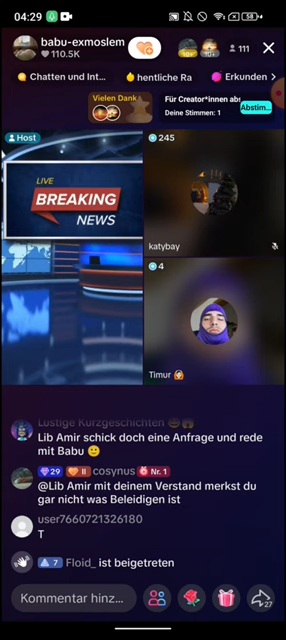 04:29
58
babu-exmoslem
110.5K
111
Chatten und Int...
hentliche Ra
Erkunden
Vielen Dank
Für Creator*innen abs
Deine Stimmen: 1
Abstim...
Host
245
LIVE
BREAKING
NEWS
katybay
4
Timur
Lustige Kurzgeschichten
Lib Amir schick doch eine Anfrage und rede
mit Babu 🙂
29 II cosynus Nr. 1
@Lib Amir mit deinem Verstand merkst du
gar nicht was Beleidigen ist
user7660721326180
T
7 Floid_ ist beigetreten
Kommentar hinz...
27